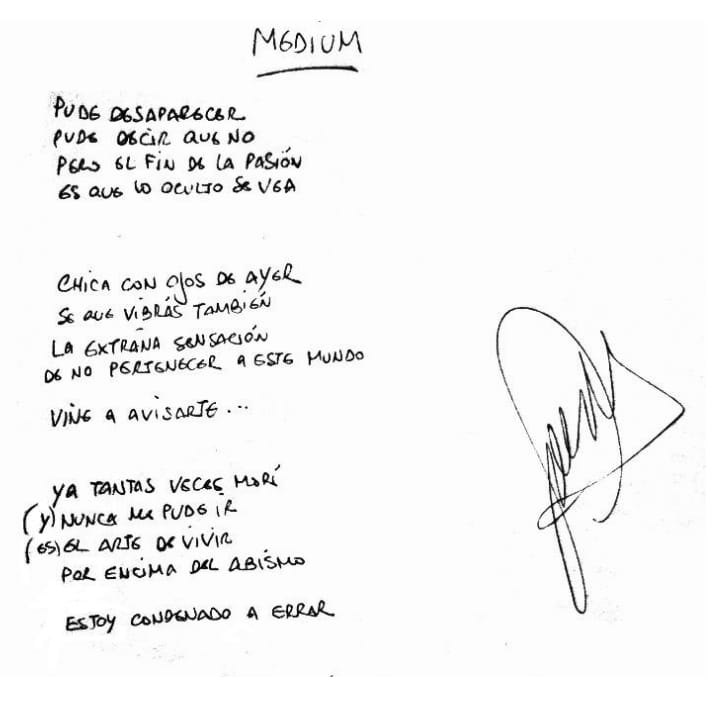 MEDIUM
PUDE DESAPARECER
PUDE DECIR QUE NO
PERO EL FIN DE LA PASIÓN
ES QUE LO OCULTO SE VEA
CHICA CON OJOS DE AYER
SE QUE VIBRÁS TAMBIÉN
LA EXTRAÑA SENSACIÓN
DE NO PERTENECER A ESTE MUNDO
VINE A AVISARTE...
YA TANTAS VECES MORÍ
(Y) NUNCA ME PUDE IR
(ES) EL ARTE DE VIVIR
POR ENCIMA DEL ABISMO
ESTOY CONDENADO A ERRAR